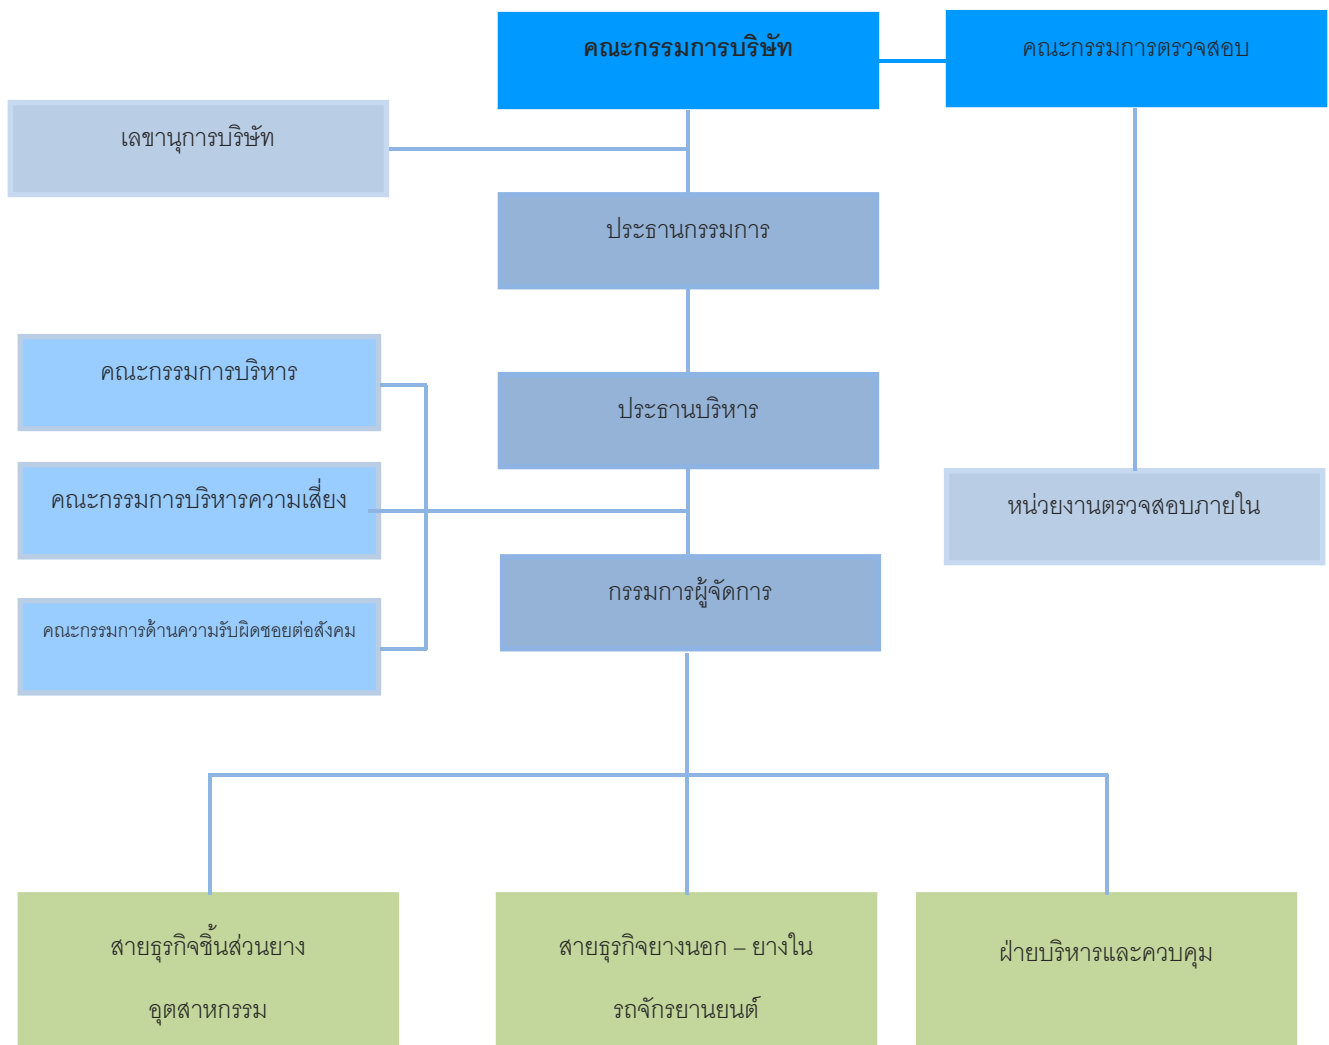 คณะกรรมการบริษัท
คณะกรรมการตรวจสอบ
เลขานุการบริษัท
ประธานกรรมการ
คณะกรรมการบริหาร
ประธานบริหาร
คณะกรรมการบริหารความเสี่ยง
หน่วยงานตรวจสอบภายใน
กรรมการผู้จัดการ
คณะกรรมการด้านความรับผิดชอยต่อสังคม
สายธุรกิจชิ้นส่วนยาง
อุตสาหกรรม
สายธุรกิจยางนอก – ยางใน
รถจักรยานยนต์
ฝ่ายบริหารและควบคุม